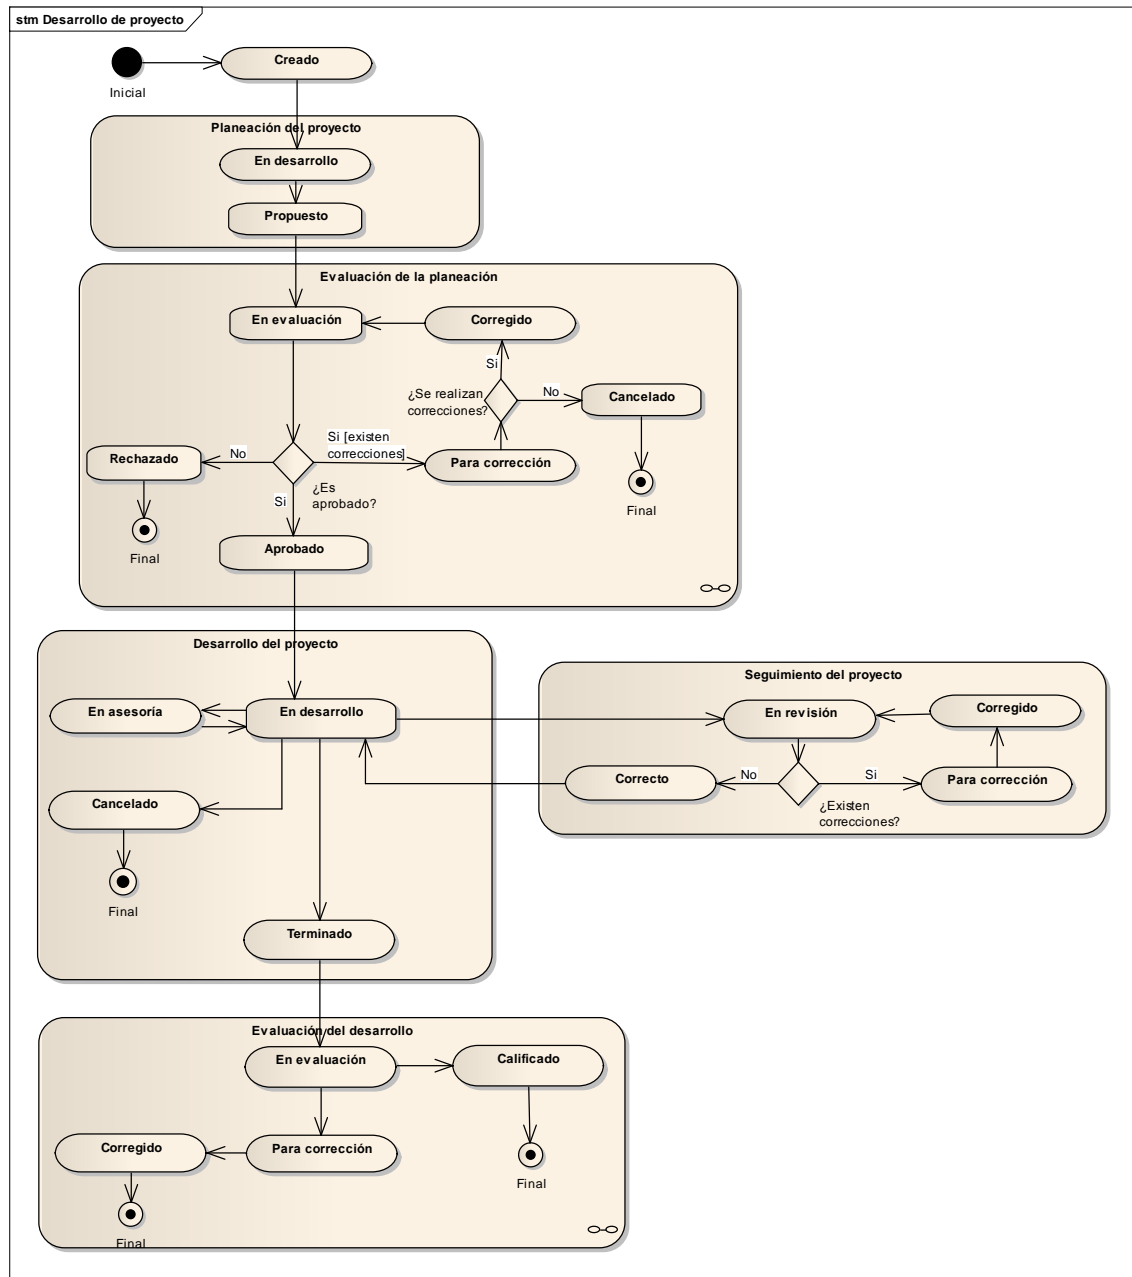 stm Desarrollo de proyecto
Creado
Inicial
Planeación del proyecto
En desarrollo
Propuesto
Evaluación de la planeación
En evaluación
Corregido
Si
¿Se realizan
correcciones?
No
Cancelado
Final
Si [existen
correcciones]
Para corrección
No
Rechazado
Final
¿Es
aprobado?
Si
Aprobado
Desarrollo del proyecto
En asesoría
En desarrollo
Cancelado
Final
Terminado
Seguimiento del proyecto
En revisión
Corregido
Correcto
No
Si
Para corrección
¿Existen
correcciones?
Evaluación del desarrollo
En evaluación
Calificado
Final
Para corrección
Corregido
Final